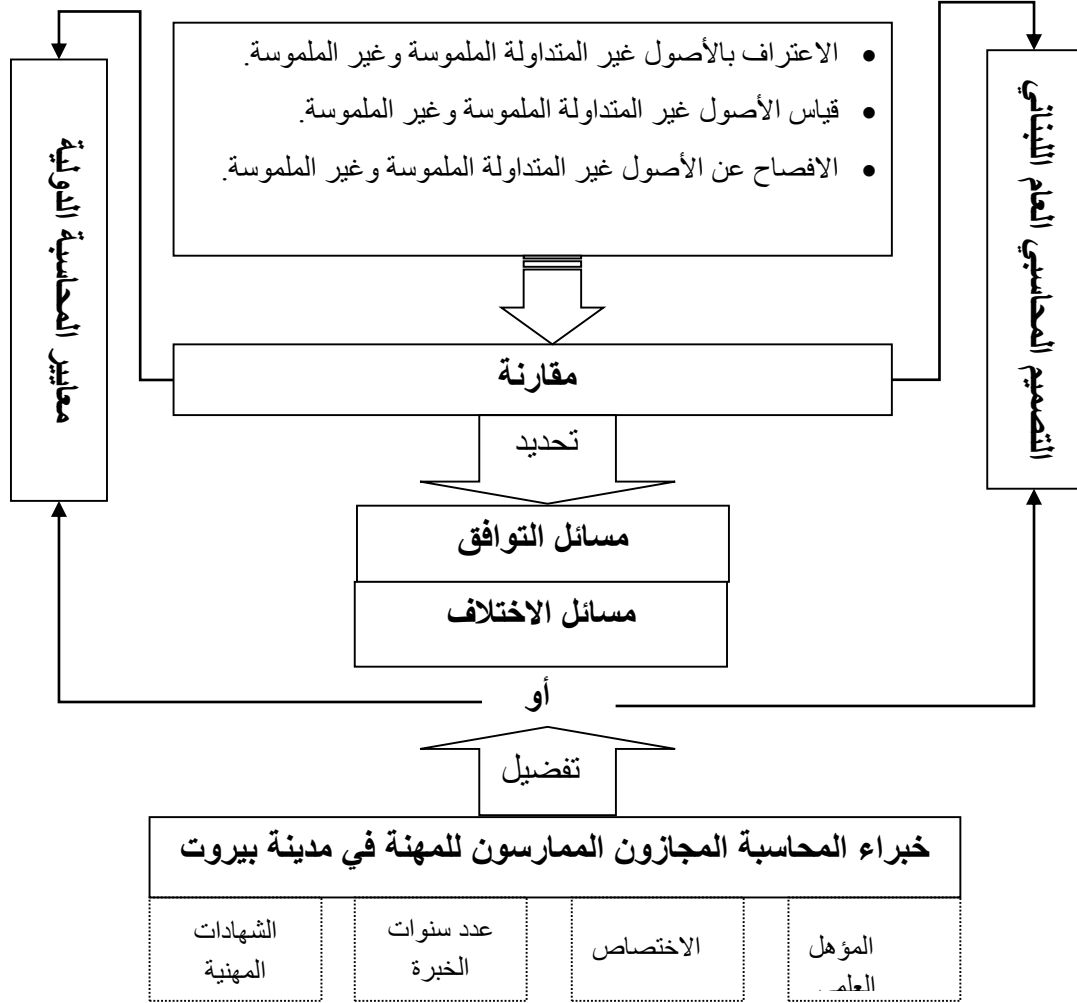 الاعتراف بالأصول غير المتداولة الملموسة وغير الملموسة.
قياس الأصول غير المتداولة الملموسة وغير الملموسة.
الافصاح عن الأصول غير المتداولة الملموسة وغير الملموسة.
التصميم المحاسبي العام اللبناني
معايير المحاسبة الدولية
مقارنة
تحديد
مسائل التوافق
مسائل الاختلاف
أو
تفضيل
خبراء المحاسبة المجازون الممارسون للمهنة في مدينة بيروت
المؤهل
العلمي
الاختصاص
عدد سنوات
الخبرة
الشهادات
المهنية